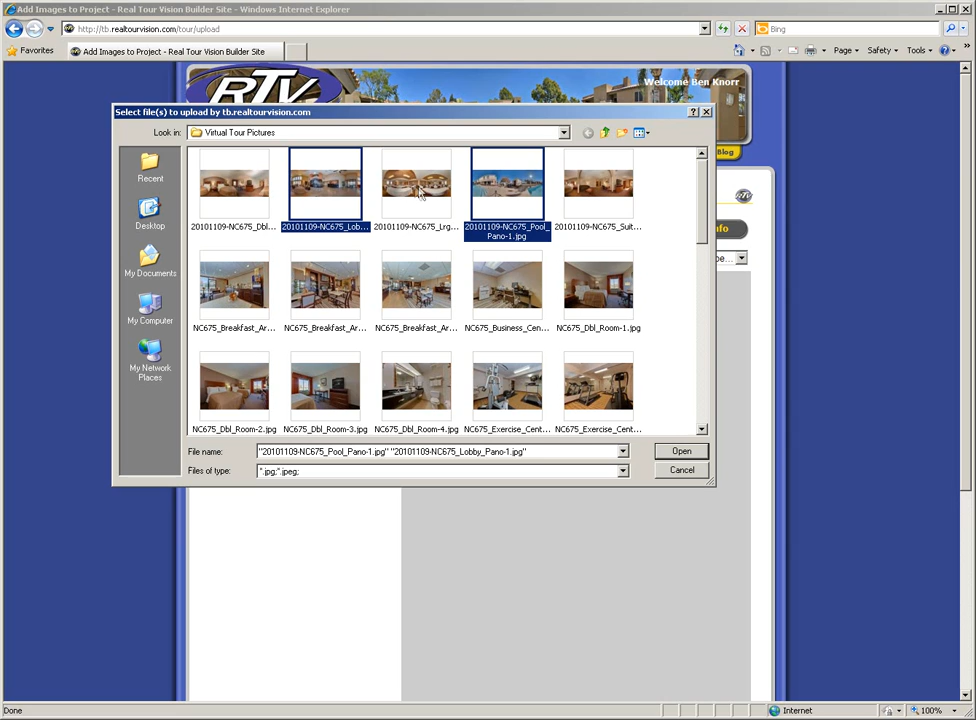 Add Images to Project - Real Tour Vision Builder Site - Windows Internet Explorer
http://tb.realtourvision.com/tour/upload
Bing
Favorites
Add Images to Project - Real Tour Vision Builder Site
Page
Safety
Tools
RTV
Welcome Ben Knorr
Select file(s) to upload by tb.realtourvision.com
Look in:
Virtual Tour Pictures
Blog
Recent
Desktop
My Documents
My Computer
My Network
Places
20101109-NC675_Dbl...
20101109-NC675_Lob...
20101109-NC675_Lrg...
20101109-NC675_Pool_
Pano-1.jpg
20101109-NC675_Suit...
NC675_Breakfast_Ar...
NC675_Breakfast_Ar...
NC675_Breakfast_Ar...
NC675_Business_Cen...
NC675_Dbl_Room-1.jpg
NC675_Dbl_Room-2.jpg
NC675_Dbl_Room-3.jpg
NC675_Dbl_Room-4.jpg
NC675_Exercise_Cent...
NC675_Exercise_Cent...
File name:
"20101109-NC675_Pool_Pano-1.jpg" "20101109-NC675_Lobby_Pano-1.jpg"
Open
Files of type:
*.jpg;*.jpeg;
Cancel
Done
Internet
100%